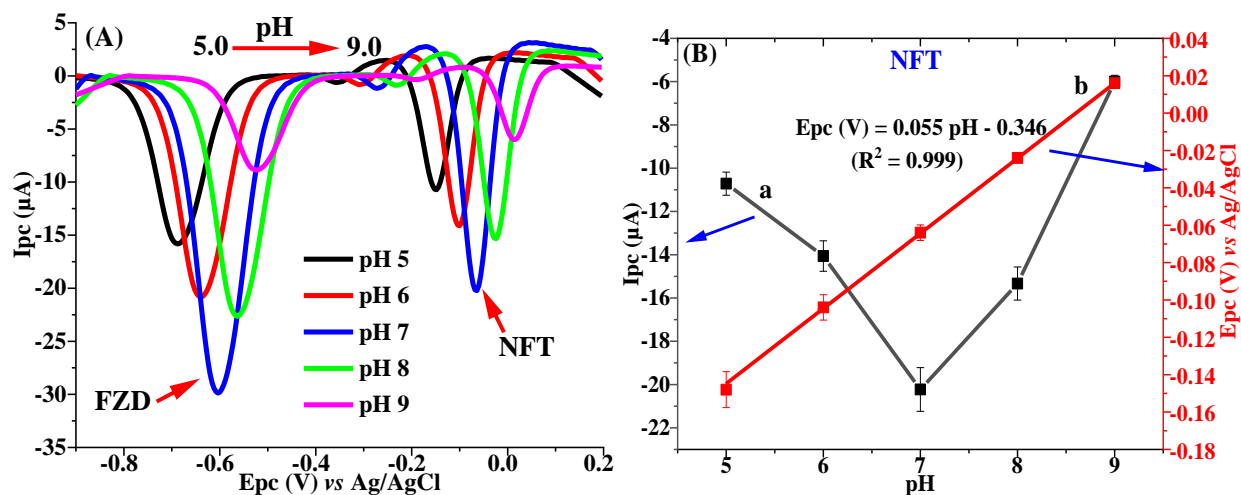 (A)
pH
5.0
9.0
5
0
-5
-10
-15
-20
-25
-30
-35
Ipc (µA)
pH 5
pH 6
pH 7
pH 8
pH 9
FZD
NFT
-0.8
-0.6
-0.4
-0.2
0.0
0.2
Epc (V) vs Ag/AgCl
(B)
NFT
-4
-6
-8
-10
-12
-14
-16
-18
-20
-22
Ipc (µA)
a
b
Epc (V) = 0.055 pH - 0.346
(R² = 0.999)
5
6
7
8
9
pH
0.04
0.02
0.00
-0.02
-0.04
-0.06
-0.08
-0.10
-0.12
-0.14
-0.16
-0.18
Epc (V) vs Ag/AgCl